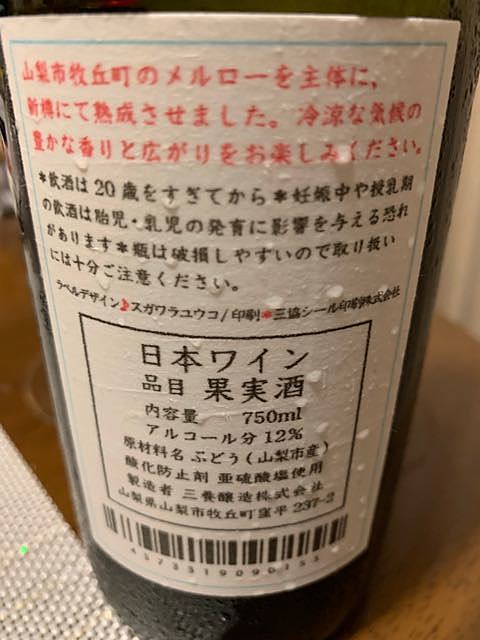 山梨市牧丘町のメルローを主体に、
新樽にて熟成させました。冷涼な気候の
豊かな香りと広がりをお楽しみください。
＊飲酒は20歳をすぎてから＊妊娠中や授乳期
の飲酒は胎児・乳児の発育に影響を与える恐れ
があります＊瓶は破損しやすいので取り扱い
には十分ご注意ください。
ラベルデザイン♪スガワラユウコ/印刷＊三協シール印刷株式会社
日本ワイン
品目 果実酒
内容量 750ml
アルコール分 12%
原材料名 ぶどう(山梨市産)
酸化防止剤 亜硫酸塩使用
製造者 三養醸造株式会社
山梨県山梨市牧丘町窪平 237-2
4573319090155